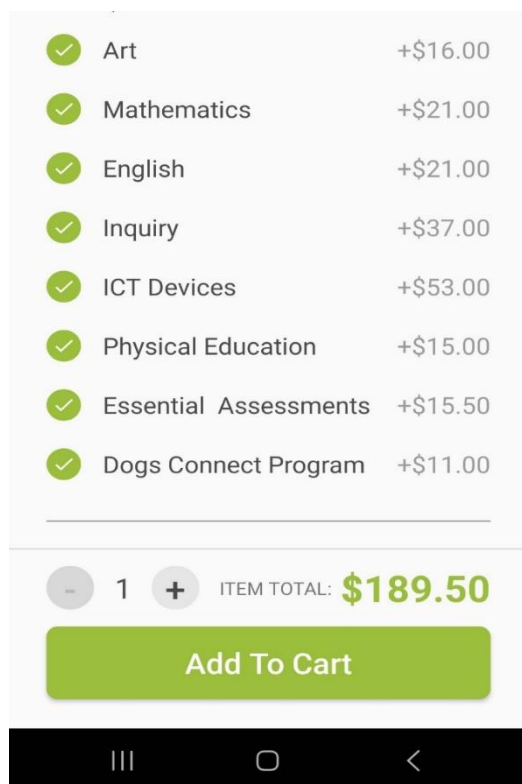 Art +$16.00
Mathematics +$21.00
English +$21.00
Inquiry +$37.00
ICT Devices +$53.00
Physical Education +$15.00
Essential Assessments +$15.50
Dogs Connect Program +$11.00
- 1 + ITEM TOTAL: $189.50
Add To Cart